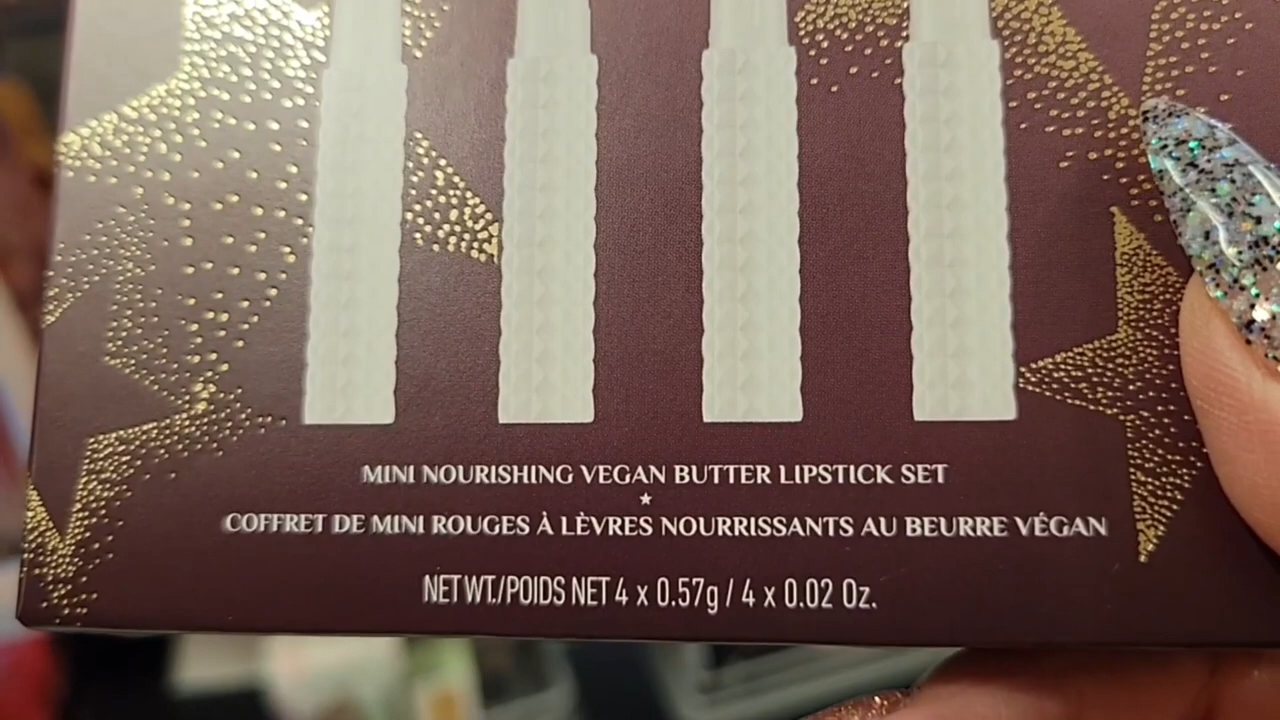 MINI NOURISHING VEGAN BUTTER LIPSTICK SET
COFFRET DE MINI ROUGES À LÈVRES NOURRISSANTS AU BEURRE VÉGAN
NET WT./POIDS NET 4 x 0.57g / 4 x 0.02 Oz.